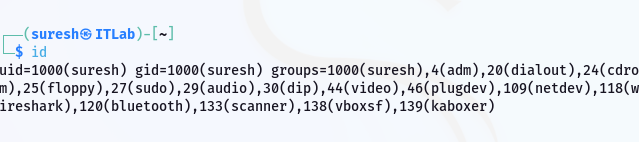 (suresh㉿ITLab)-[~]
$ id
uid=1000(suresh) gid=1000(suresh) groups=1000(suresh),4(adm),20(dialout),24(cdro
m),25(floppy),27(sudo),29(audio),30(dip),44(video),46(plugdev),109(netdev),118(w
ireshark),120(bluetooth),133(scanner),138(vboxsf),139(kaboxer)